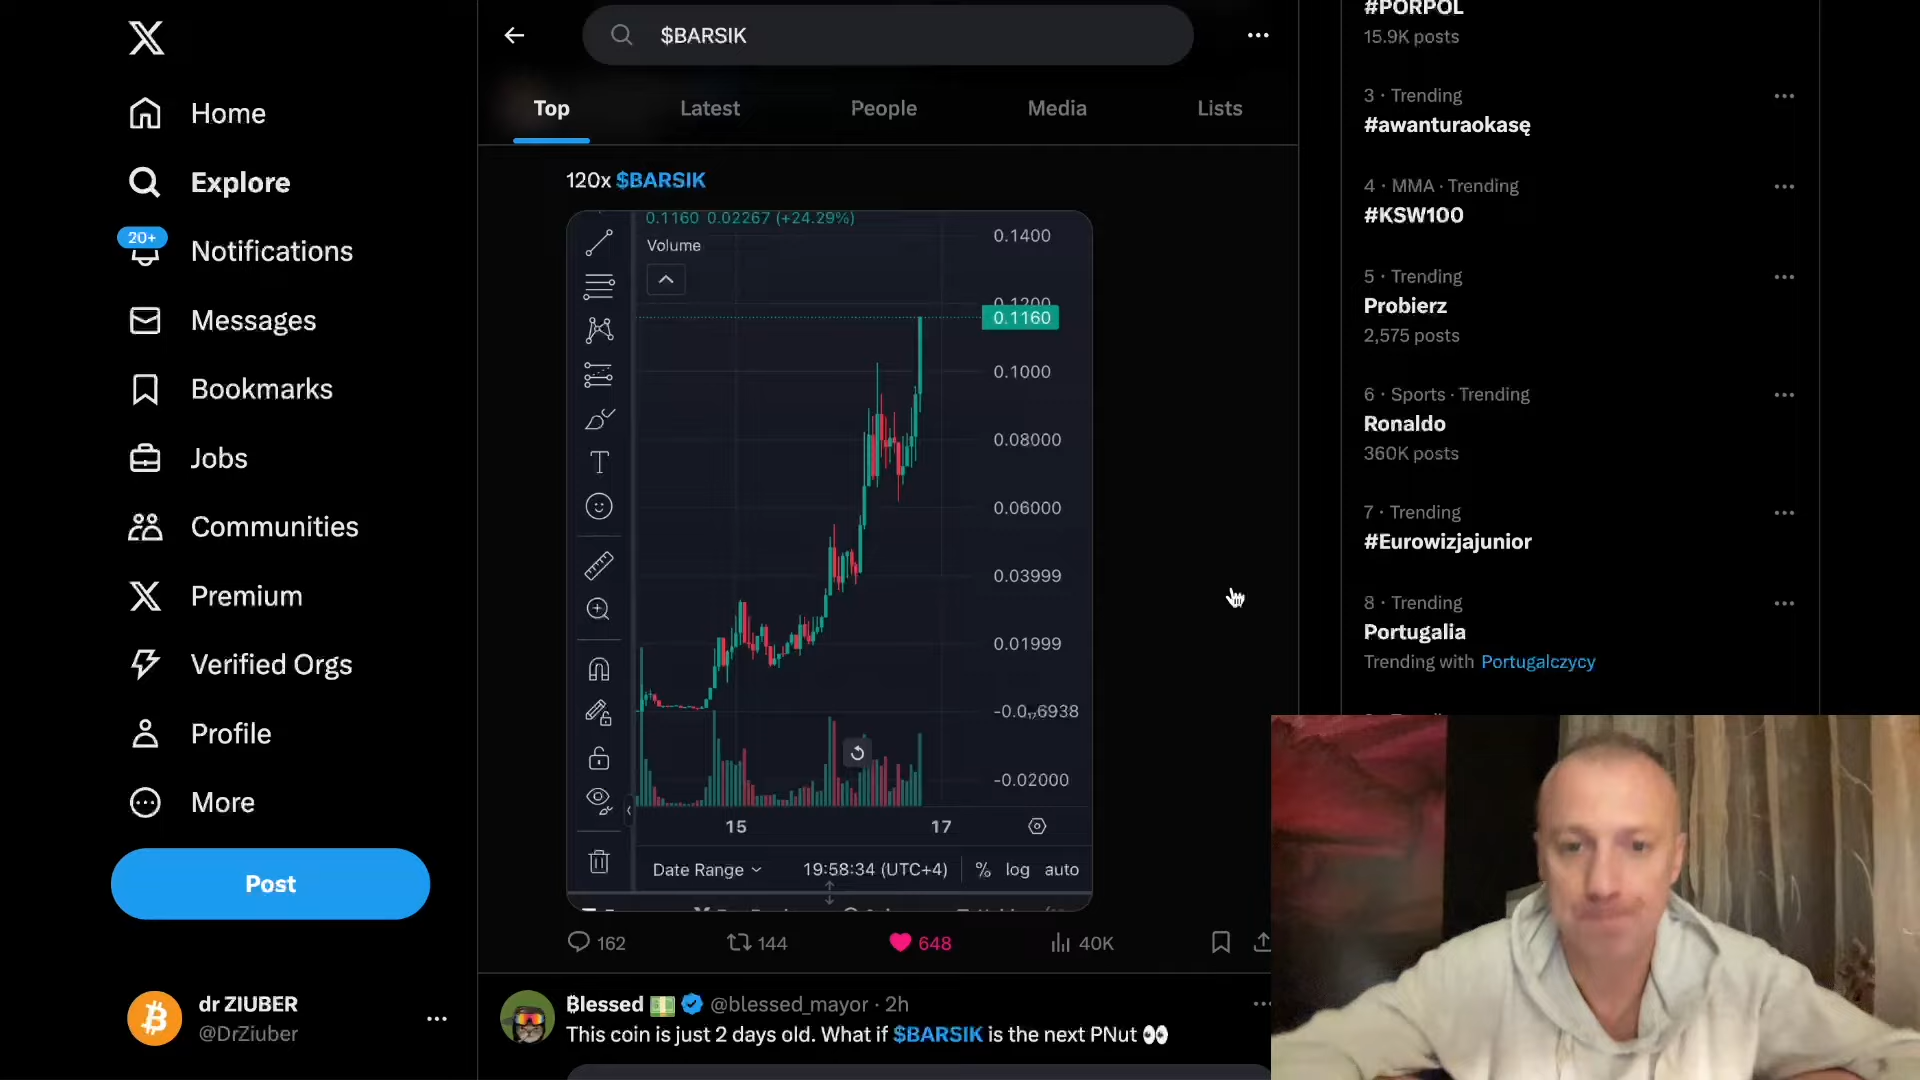 Home
Explore
20+
Notifications
Messages
Bookmarks
Jobs
Communities
Premium
Verified Orgs
Profile
More
Post
dr ZIUBER
@DrZiuber
$BARSIK
Top
Latest
People
Media
Lists
120x $BARSIK
0.1160 0.02267 (+24.29%)
Volume
0.1400
0.1200
0.1160
0.1000
0.08000
0.06000
0.03999
0.01999
-0.0₁₇6938
-0.02000
15
17
Date Range
19:58:34 (UTC+4)
%
log
auto
162
144
648
40K
₿lessed
@blessed_mayor · 2h
This coin is just 2 days old. What if $BARSIK is the next PNut
#PORPOL
15.9K posts
3 · Trending
#awanturaokasę
4 · MMA · Trending
#KSW100
5 · Trending
Probierz
2,575 posts
6 · Sports · Trending
Ronaldo
360K posts
7 · Trending
#Eurowizjajunior
8 · Trending
Portugalia
Trending with Portugalczycy